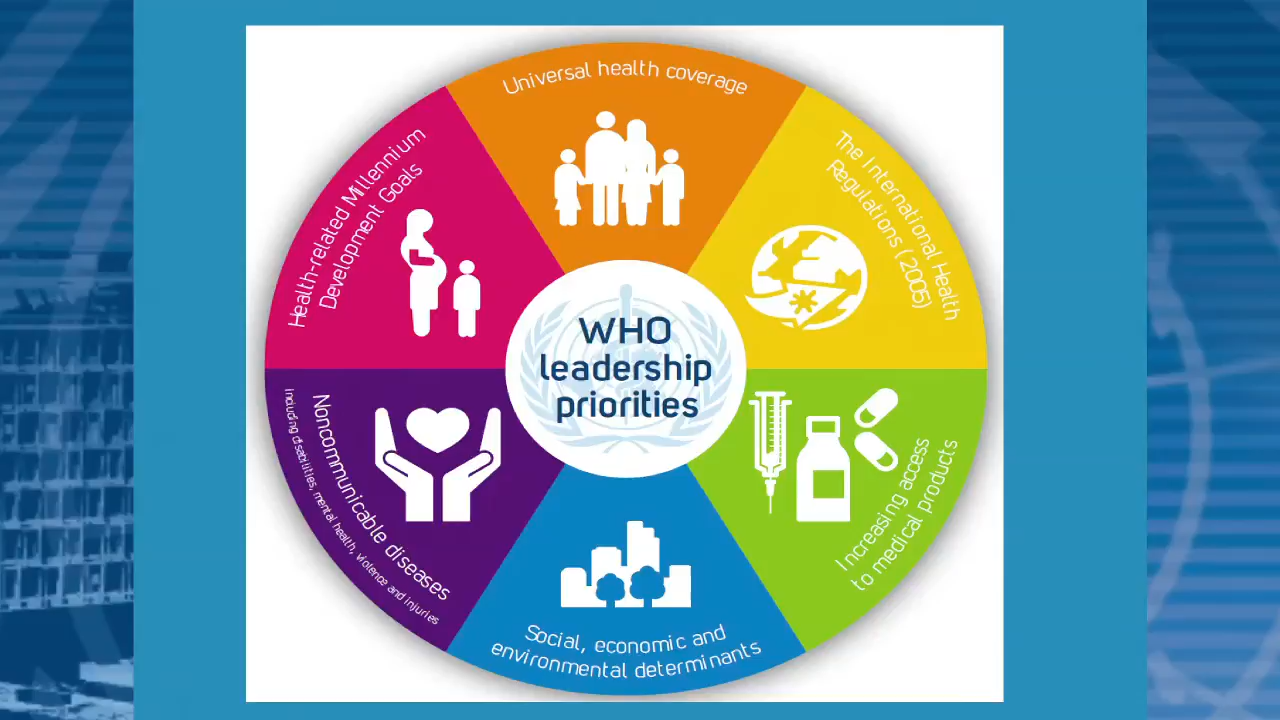 Universal health coverage
The International Health
Regulations (2005)
Increasing access
to medical products
Social, economic and
environmental determinants
Noncommunicable diseases
Including disabilities, mental health, violence and injuries
Health-related Millennium
Development Goals
WHO
leadership
priorities